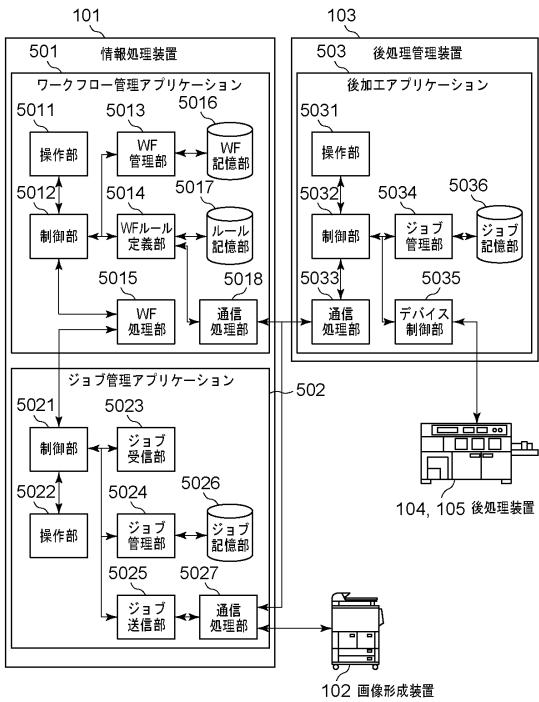 101
情報処理装置
501
ワークフロー管理アプリケーション
5011
操作部
5013
WF
管理部
5016
WF
記憶部
5012
制御部
5014
WFルール
定義部
5017
ルール
記憶部
5015
WF
処理部
5018
通信
処理部
ジョブ管理アプリケーション
502
5021
制御部
5023
ジョブ
受信部
5022
操作部
5024
ジョブ
管理部
5026
ジョブ
記憶部
5025
ジョブ
送信部
5027
通信
処理部
103
後処理管理装置
503
後加工アプリケーション
5031
操作部
5032
制御部
5034
ジョブ
管理部
5036
ジョブ
記憶部
5033
通信
処理部
5035
デバイス
制御部
104, 105 後処理装置
102 画像形成装置